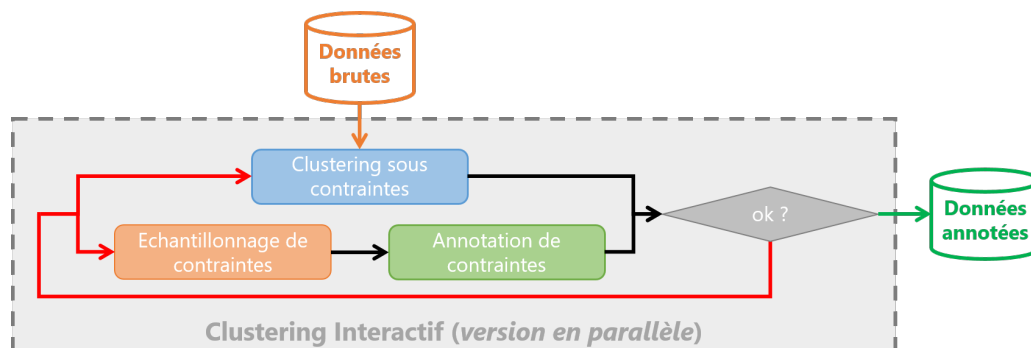 Données
brutes
Clustering sous
contraintes
Echantillonnage de
contraintes
Annotation de
contraintes
ok ?
Données
annotées
Clustering Interactif (version en parallèle)